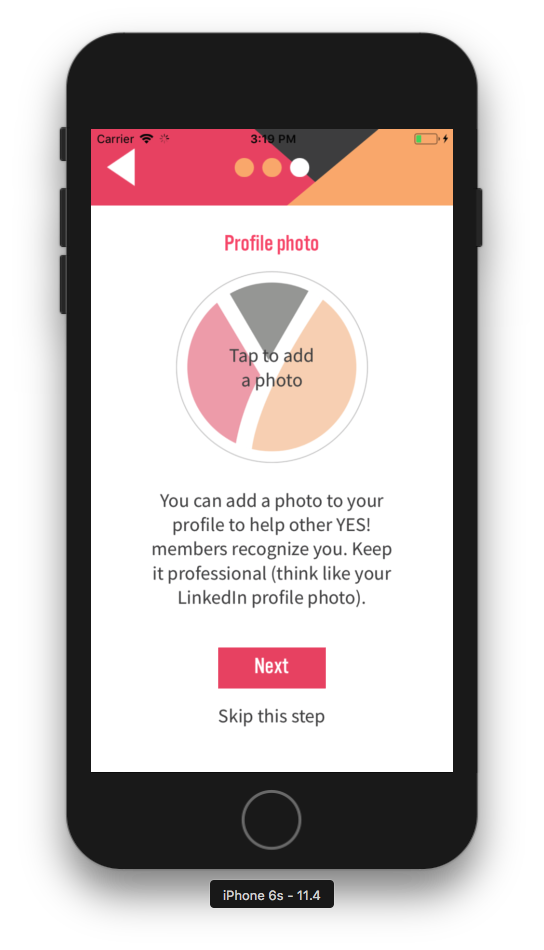 Carrier 3:19 PM
Profile photo
Tap to add
a photo
You can add a photo to your
profile to help other YES!
members recognize you. Keep
it professional (think like your
LinkedIn profile photo).
Next
Skip this step
iPhone 6s - 11.4